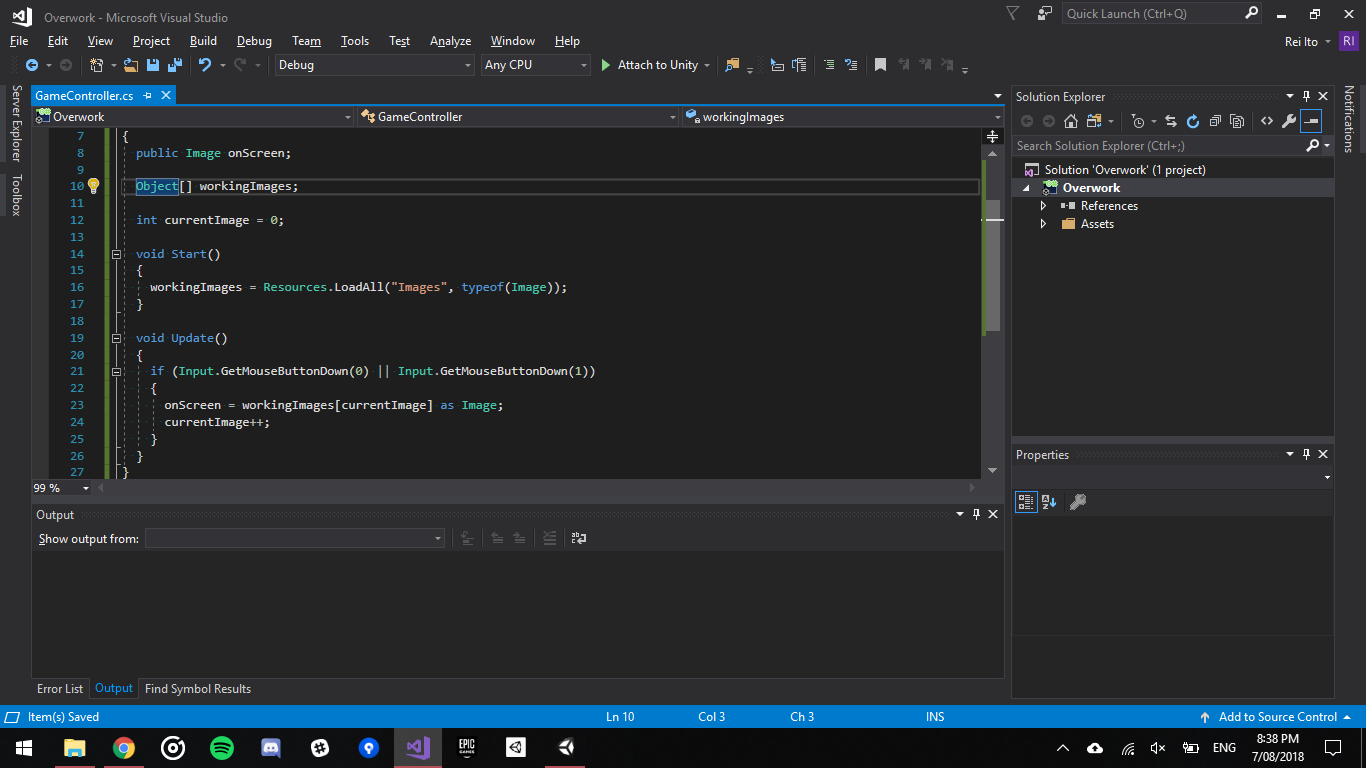 Overwork - Microsoft Visual Studio
Quick Launch (Ctrl+Q)
File Edit View Project Build Debug Team Tools Test Analyze Window Help
Rei Ito RI
Debug Any CPU Attach to Unity
Server Explorer
Toolbox
GameController.cs
Overwork GameController workingImages
7 {
8 public Image onScreen;
9
10 Object[] workingImages;
11
12 int currentImage = 0;
13
14 void Start()
15 {
16 workingImages = Resources.LoadAll("Images", typeof(Image));
17 }
18
19 void Update()
20 {
21 if (Input.GetMouseButtonDown(0) || Input.GetMouseButtonDown(1))
22 {
23 onScreen = workingImages[currentImage] as Image;
24 currentImage++;
25 }
26 }
27 }
99 %
Output
Show output from:
Error List Output Find Symbol Results
Solution Explorer
Search Solution Explorer (Ctrl+;)
Solution 'Overwork' (1 project)
Overwork
References
Assets
Properties
Notifications
Item(s) Saved Ln 10 Col 3 Ch 3 INS Add to Source Control
EPIC GAMES
ENG
8:38 PM
7/08/2018